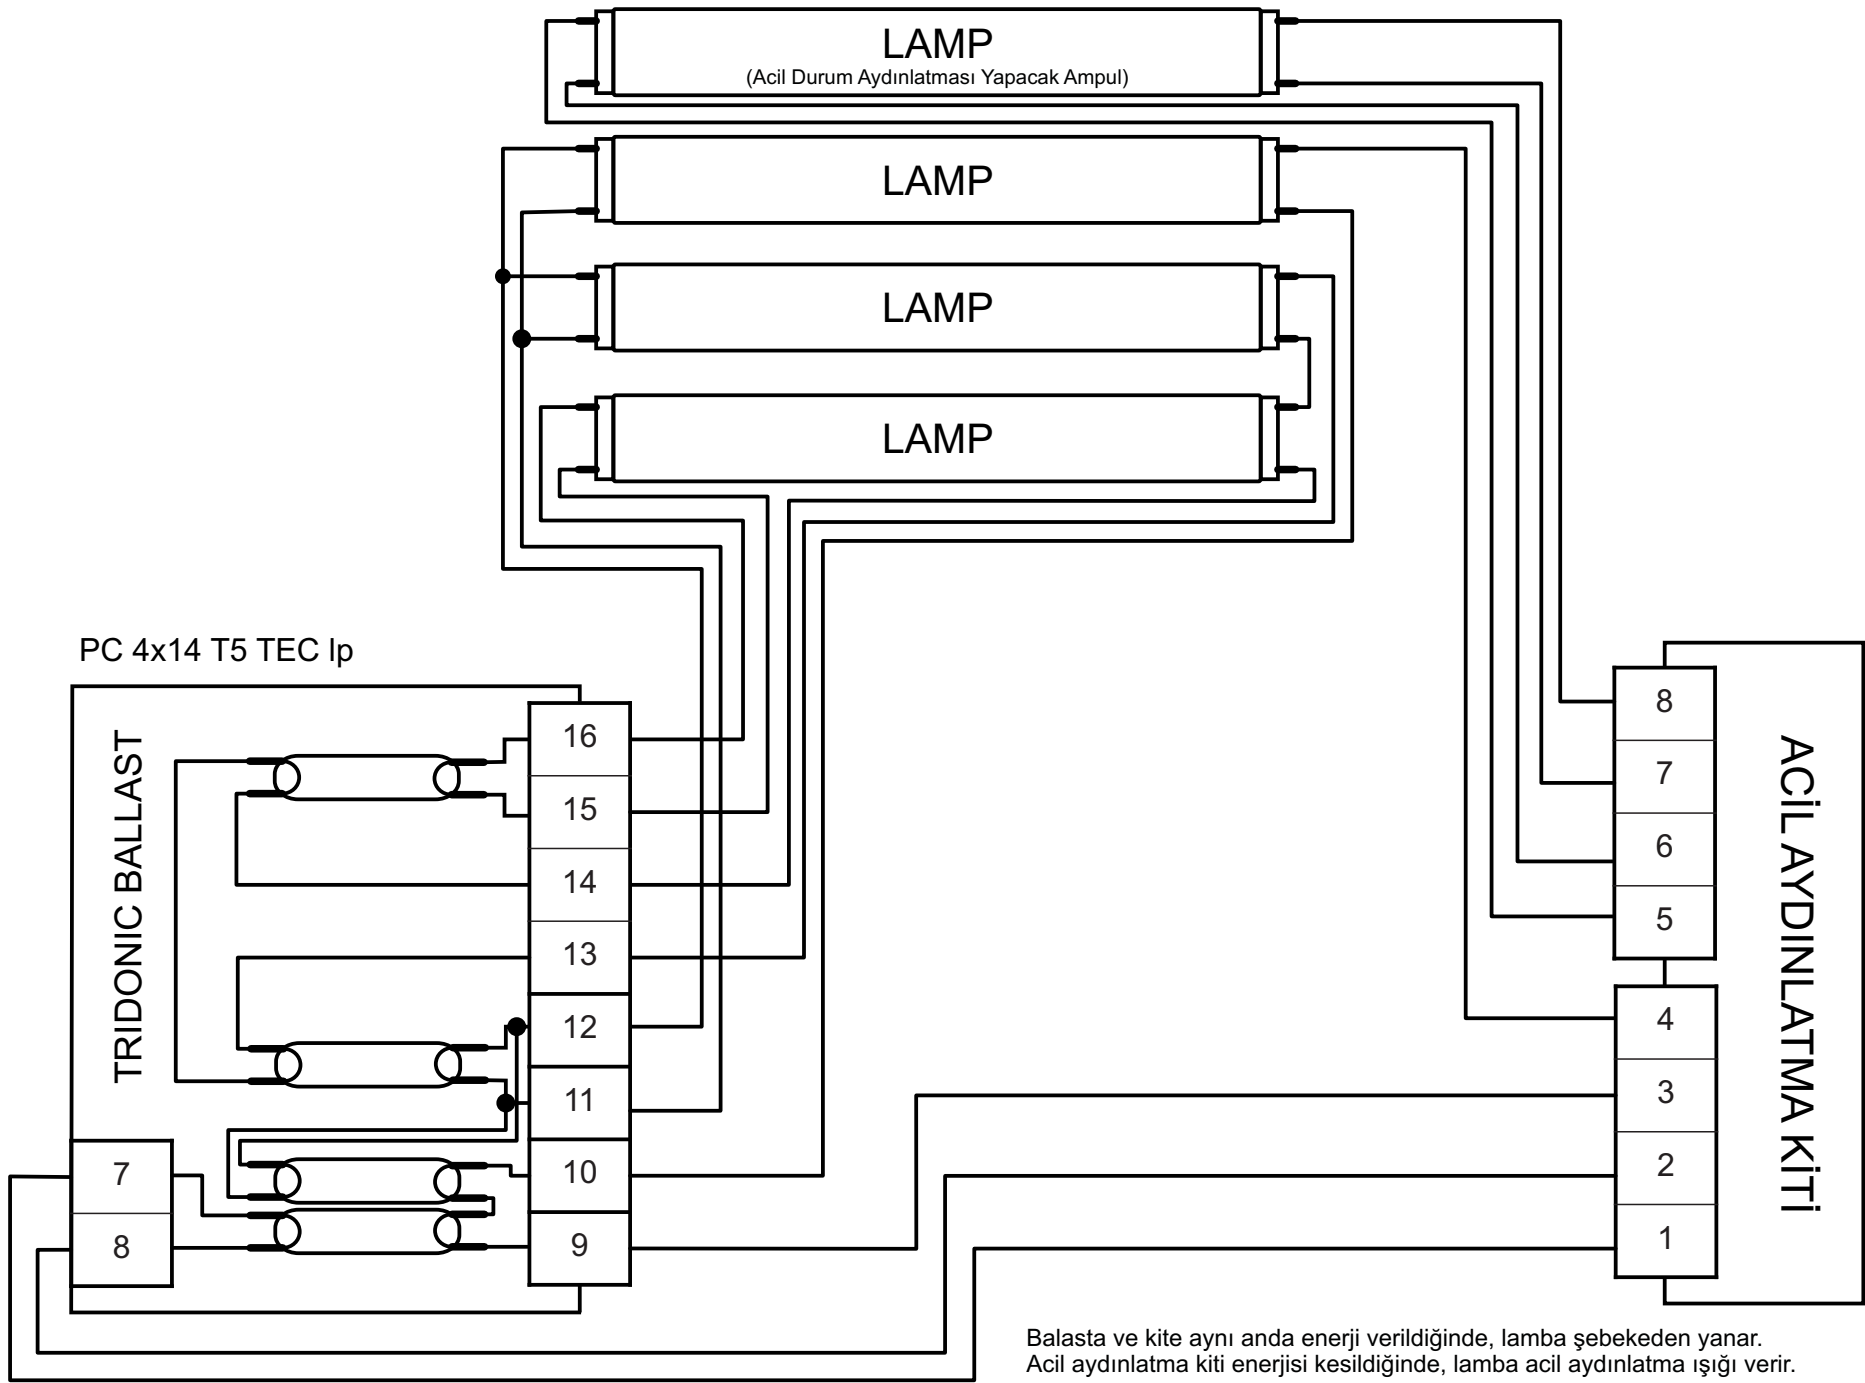 LAMP
(Acil Durum Aydınlatması Yapacak Ampul)
LAMP
LAMP
LAMP
PC 4x14 T5 TEC lp
TRIDONIC BALLAST
16
15
14
13
12
11
10
9
7
8
8
7
6
5
4
3
2
1
ACİL AYDINLATMA KİTİ
Balasta ve kite aynı anda enerji verildiğinde, lamba şebekeden yanar.
Acil aydınlatma kiti enerjisi kesildiğinde, lamba acil aydınlatma ışığı verir.